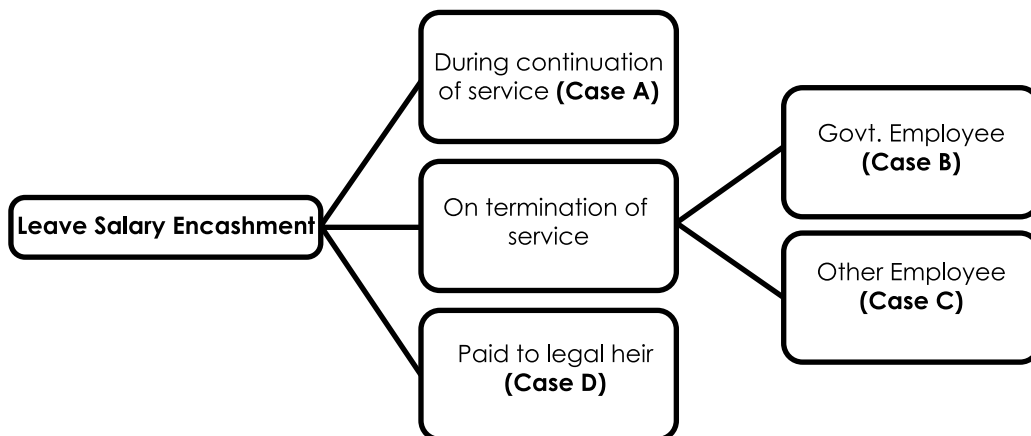 Leave Salary Encashment
During continuation
of service (Case A)
On termination of
service
Paid to legal heir
(Case D)
Govt. Employee
(Case B)
Other Employee
(Case C)